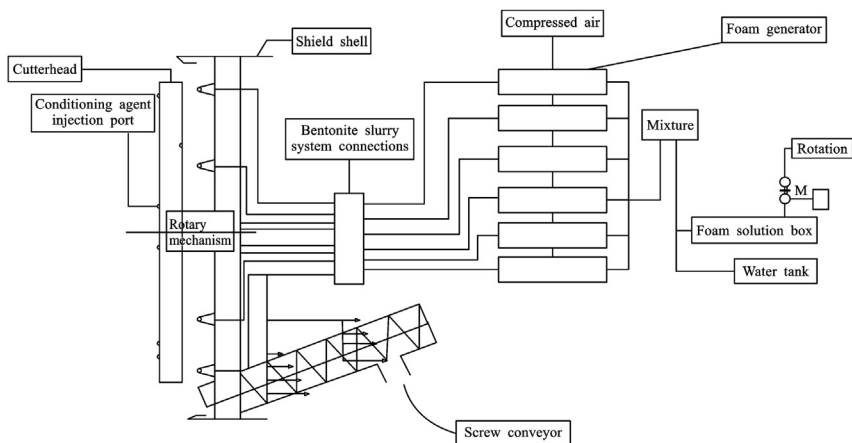 Compressed air
Foam generator
Shield shell
Cutterhead
Conditioning agent
injection port
Bentonite slurry
system connections
Mixture
Rotation
M
Rotary
mechanism
Foam solution box
Water tank
Screw conveyor